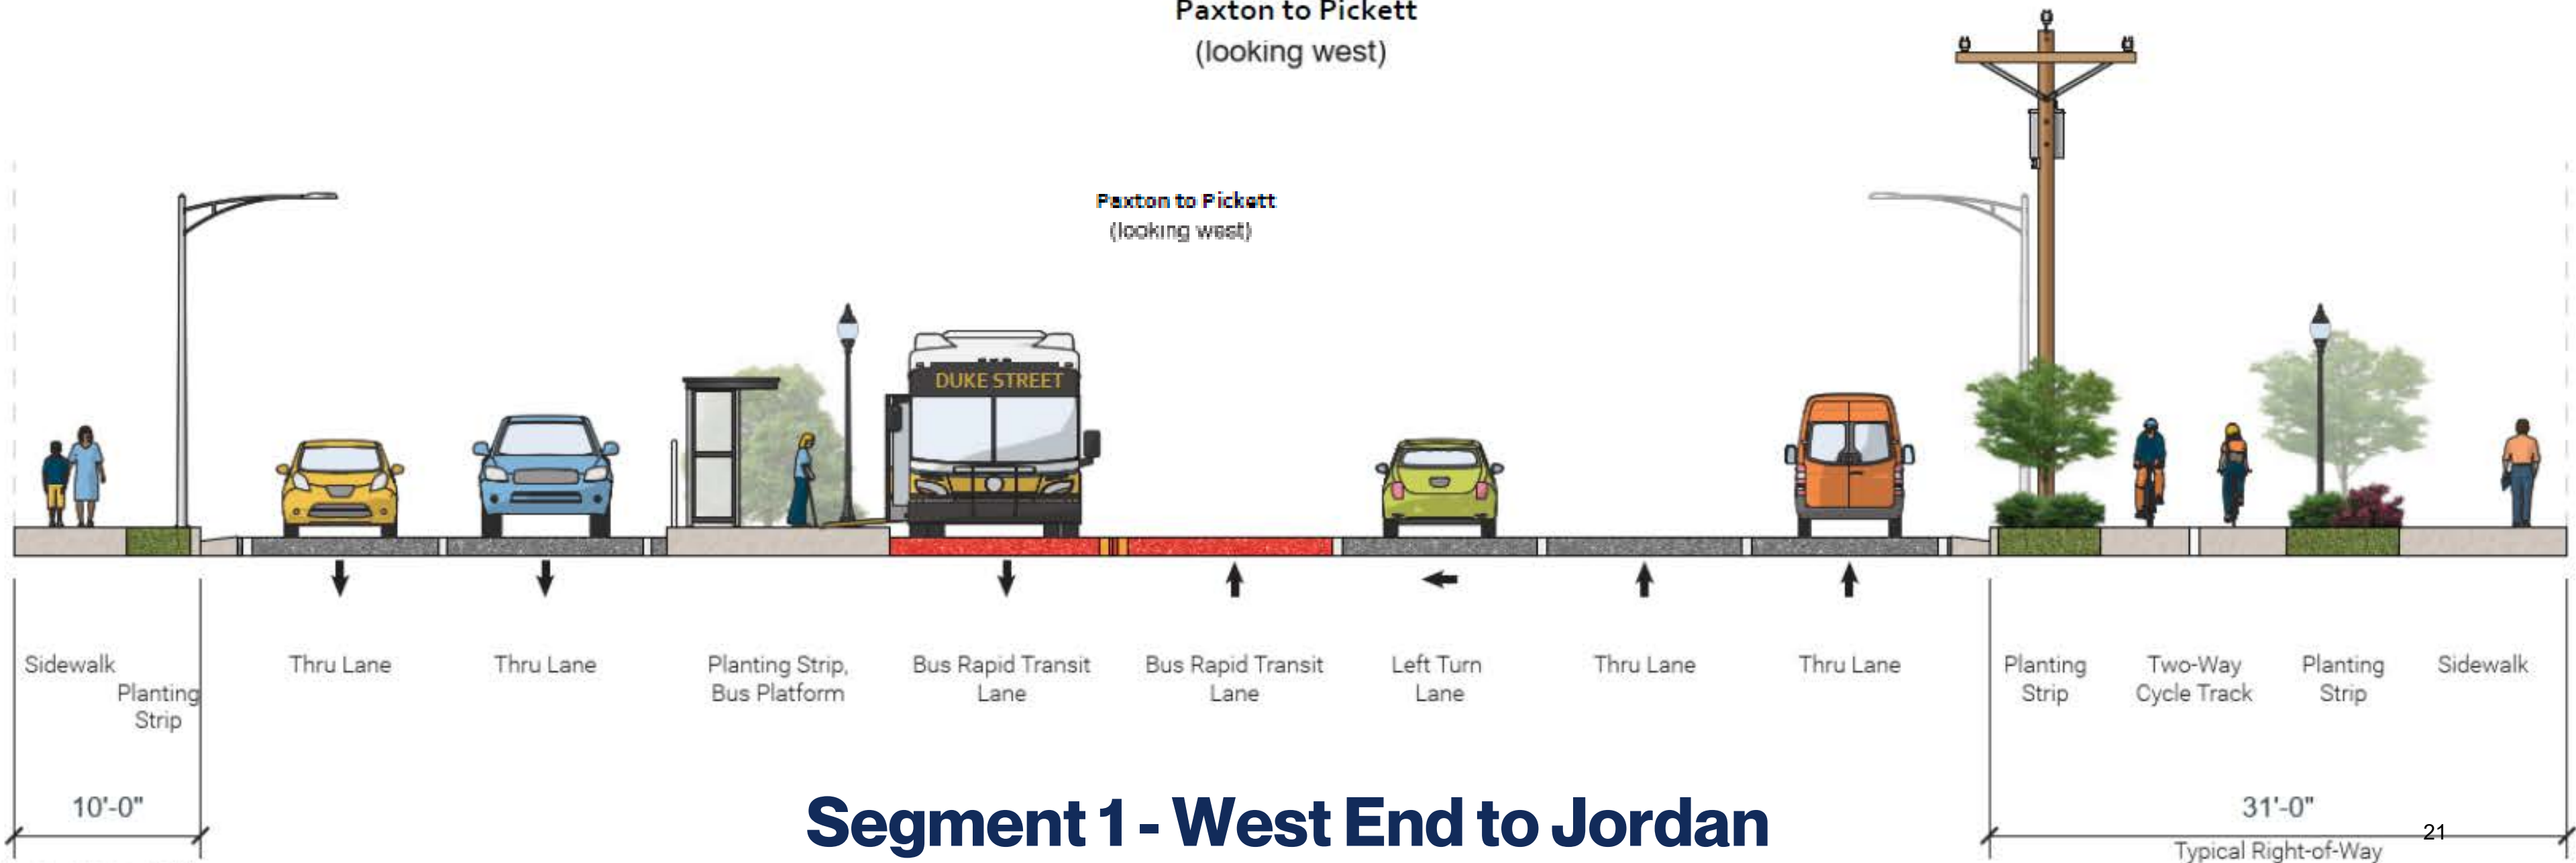 Paxton to Pickett
(looking west)
Paxton to Pickett
(looking west)
DUKE STREET
Sidewalk
Planting
Strip
Thru Lane
Thru Lane
Planting Strip,
Bus Platform
Bus Rapid Transit
Lane
Bus Rapid Transit
Lane
Left Turn
Lane
Thru Lane
Thru Lane
Planting
Strip
Two-Way
Cycle Track
Planting
Strip
Sidewalk
10'-0"
Segment 1 - West End to Jordan
31'-0"
21
Typical Right-of-Way